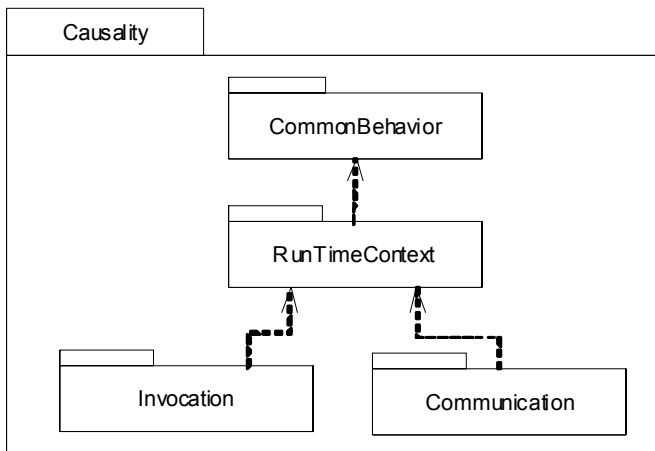 Causality
CommonBehavior
RunTimeContext
Invocation
Communication